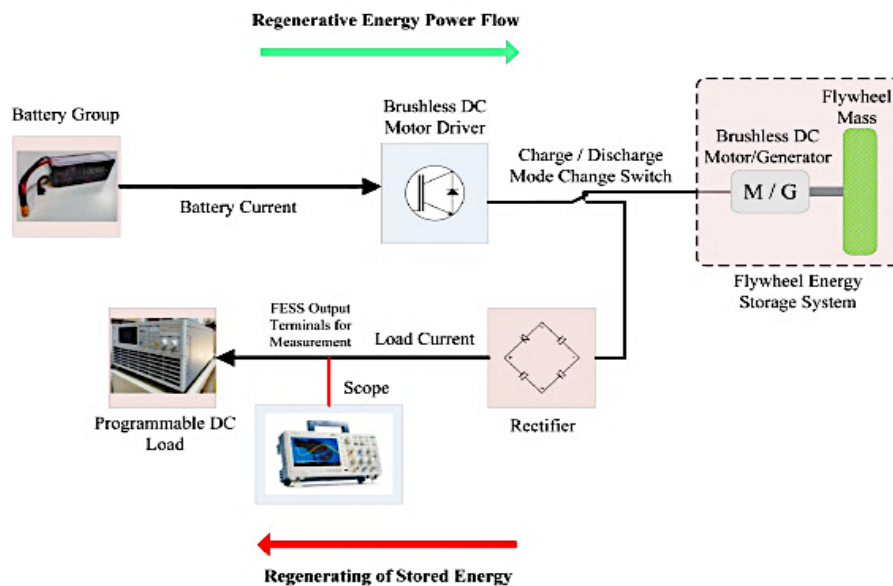 Regenerative Energy Power Flow
Battery Group
Brushless DC
Motor Driver
Flywheel
Mass
Brushless DC
Motor/Generator
Charge / Discharge
Mode Change Switch
M / G
Battery Current
Flywheel Energy
Storage System
FESS Output
Terminals for
Measurement
Load Current
Scope
Programmable DC
Load
Rectifier
Regenerating of Stored Energy